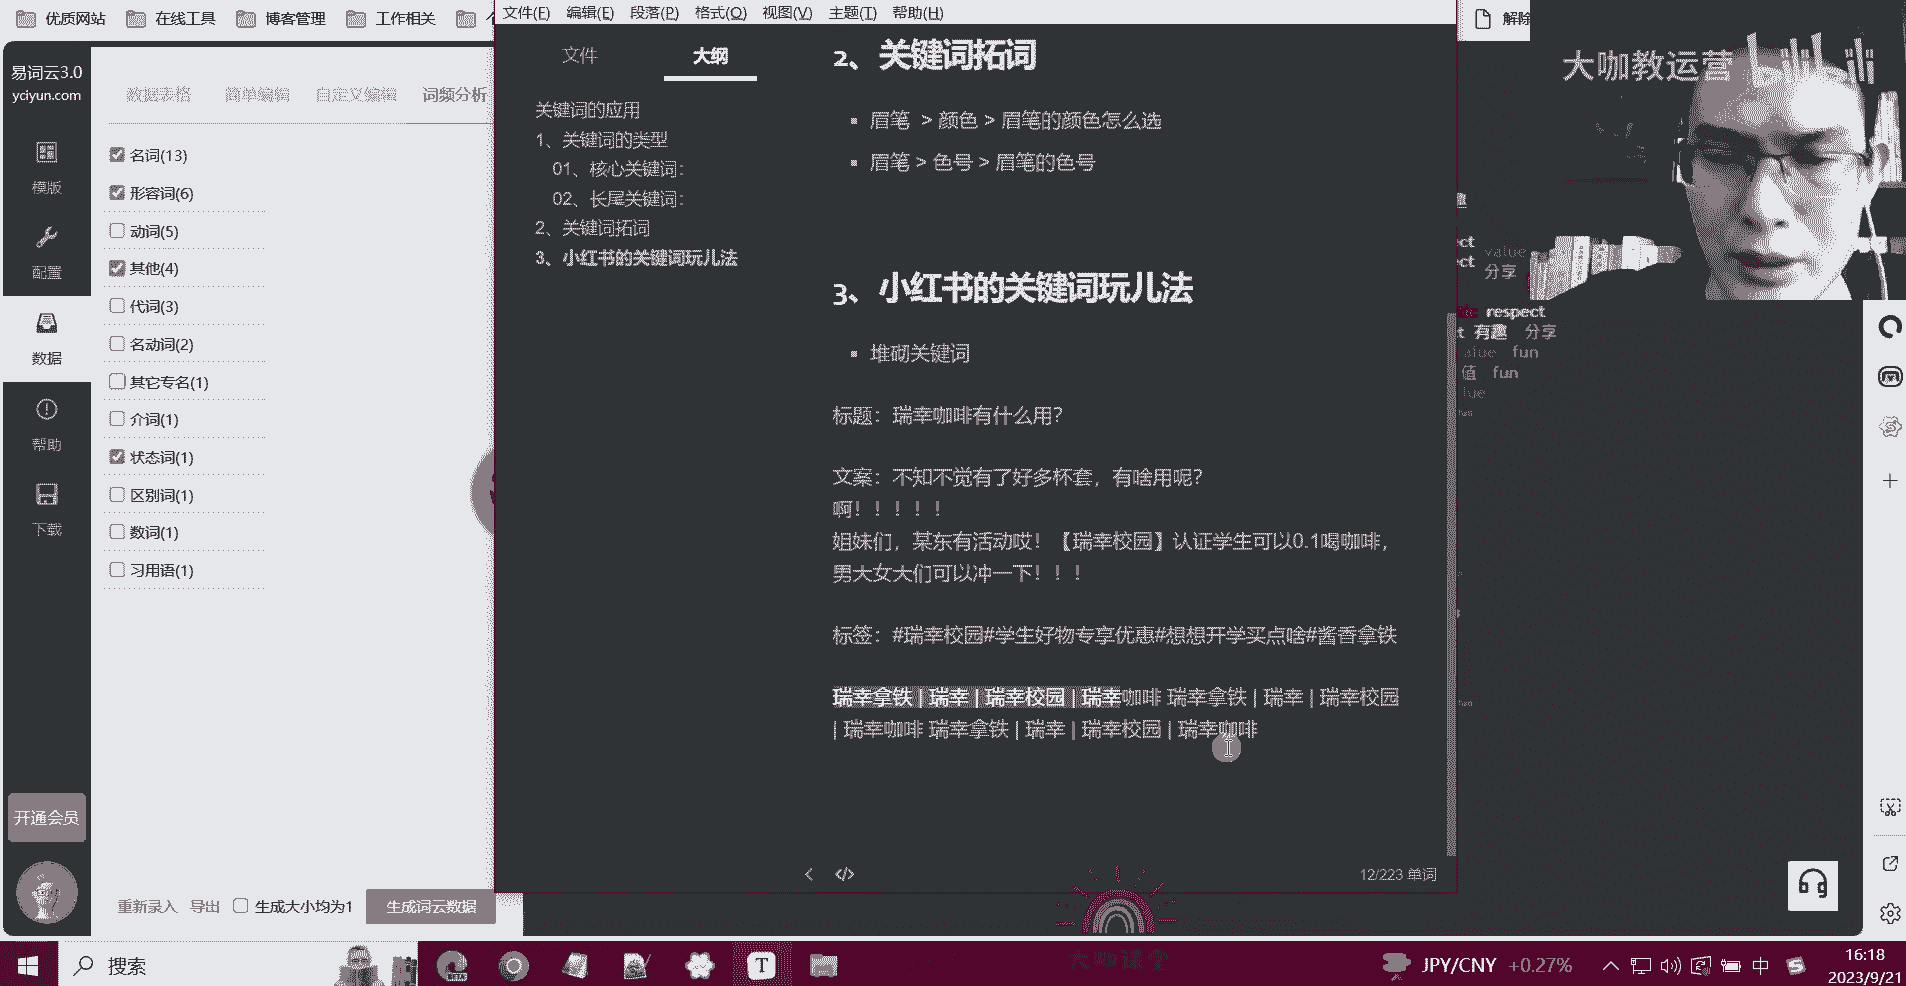 优质网站 在线工具 博客管理 工作相关
文件(F) 编辑(E) 段落(P) 格式(O) 视图(V) 主题(T) 帮助(H)
解除
易词云3.0
yciyun.com
模版
配置
数据
帮助
下载
开通会员
数据表格 简单编辑 自定义编辑 词频分析
名词(13)
形容词(6)
动词(5)
其他(4)
代词(3)
名动词(2)
其它专名(1)
介词(1)
状态词(1)
区别词(1)
数词(1)
习用语(1)
重新录入 导出 生成大小均为1 生成词云数据
文件 大纲
关键词的应用
1、关键词的类型
01、核心关键词:
02、长尾关键词:
2、关键词拓词
3、小红书的关键词玩儿法
2、关键词拓词
眉笔 > 颜色 > 眉笔的颜色怎么选
眉笔 > 色号 > 眉笔的色号
3、小红书的关键词玩儿法
堆砌关键词
标题：瑞幸咖啡有什么用?
文案：不知不觉有了好多杯套，有啥用呢?
啊！！！！！
姐妹们，某东有活动哎！【瑞幸校园】认证学生可以0.1喝咖啡，
男大女大们可以冲一下！！！
标签：#瑞幸校园#学生好物专享优惠#想想开学买点啥#酱香拿铁
瑞幸拿铁 | 瑞幸 | 瑞幸校园 | 瑞幸咖啡 瑞幸拿铁 | 瑞幸 | 瑞幸校园
| 瑞幸咖啡 瑞幸拿铁 | 瑞幸 | 瑞幸校园 | 瑞幸咖啡
12/223 单词
大咖教运营 bilibili
value
分享
respect
有趣 分享
fun
值 fun
大咖课堂
搜索
BETA
T
JPY/CNY +0.27%
中
16:18
2023/9/21